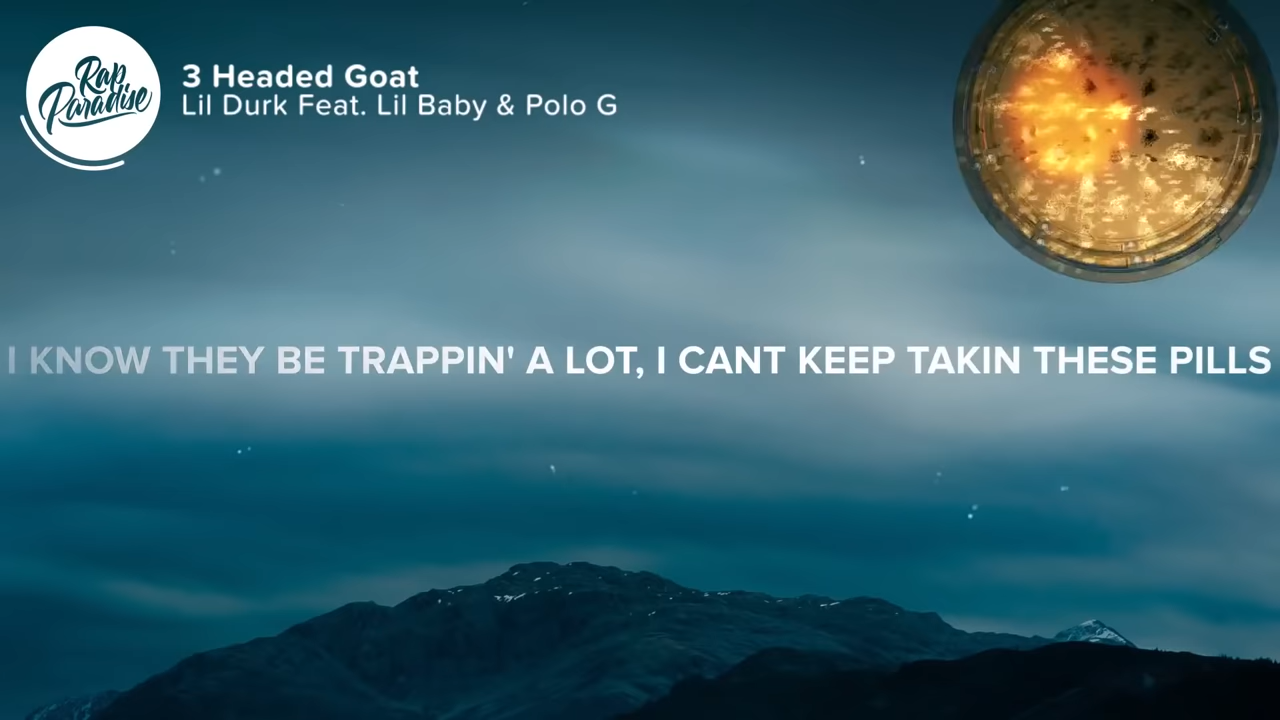 Rap
Paradise
3 Headed Goat
Lil Durk Feat. Lil Baby & Polo G
I KNOW THEY BE TRAPPIN' A LOT, I CANT KEEP TAKIN THESE PILLS